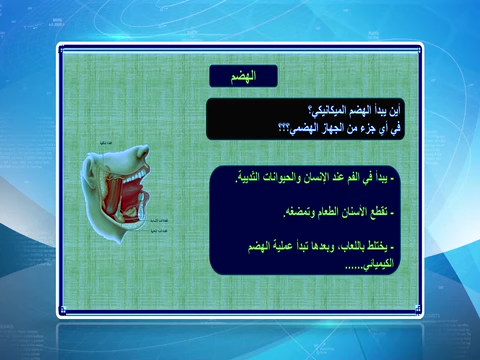 الهضم
أين يبدأ الهضم الميكانيكي؟
في أي جزء من الجهاز الهضمي؟؟؟
- يبدأ في الفم عند الإنسان والحيوانات الثديية.
- تقطع الأسنان الطعام وتمضغه.
- يختلط باللعاب، وبعدها تبدأ عملية الهضم
الكيميائي......